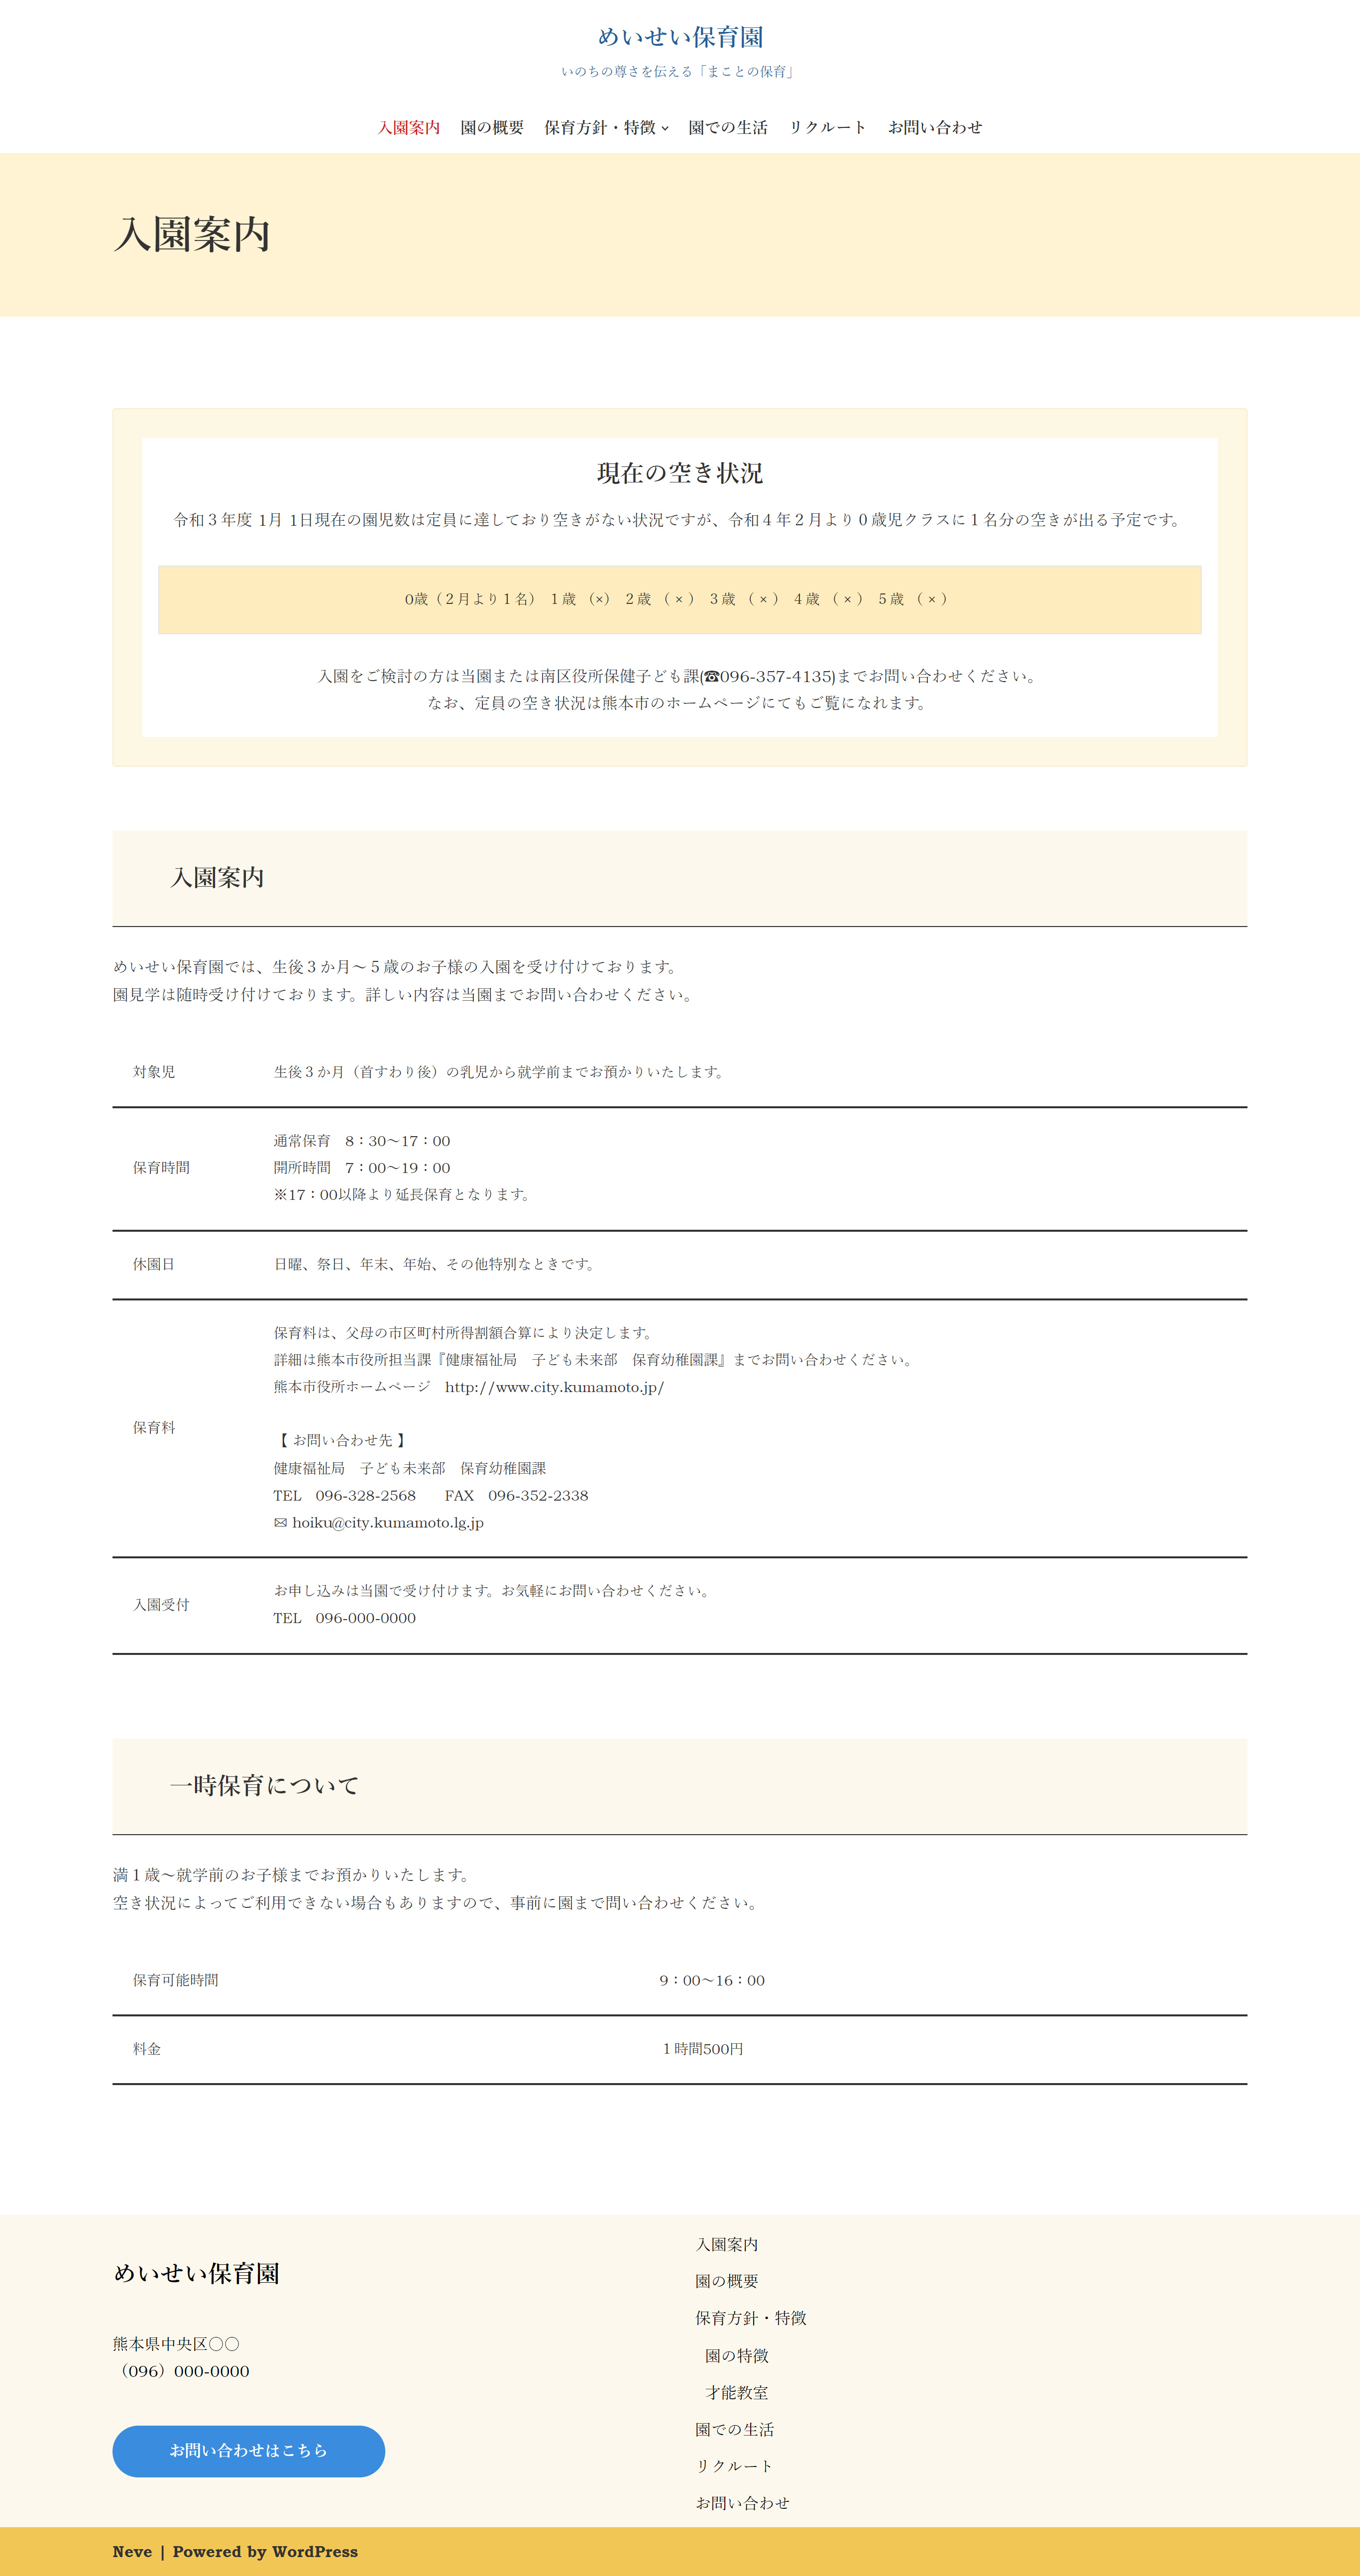 めいせい保育園
いのちの尊さを伝える「まことの保育」
入園案内 園の概要 保育方針・特徴 園での生活 リクルート お問い合わせ
入園案内
現在の空き状況
令和３年度 1月 1日現在の園児数は定員に達しており空きがない状況ですが、令和４年２月より０歳児クラスに１名分の空きが出る予定です。
0歳（２月より１名） １歳 （×） ２歳 （ × ） ３歳 （ × ） ４歳 （ × ） ５歳 （ × ）
入園をご検討の方は当園または南区役所保健子ども課(☎096-357-4135)までお問い合わせください。
なお、定員の空き状況は熊本市のホームページにてもご覧になれます。
入園案内
めいせい保育園では、生後３か月～５歳のお子様の入園を受け付けております。
園見学は随時受け付けております。詳しい内容は当園までお問い合わせください。
対象児 生後３か月（首すわり後）の乳児から就学前までお預かりいたします。
保育時間
通常保育　8：30～17：00
開所時間　7：00～19：00
※17：00以降より延長保育となります。
休園日 日曜、祭日、年末、年始、その他特別なときです。
保育料
保育料は、父母の市区町村所得割額合算により決定します。
詳細は熊本市役所担当課『健康福祉局　子ども未来部　保育幼稚園課』までお問い合わせください。
熊本市役所ホームページ　http://www.city.kumamoto.jp/
【 お問い合わせ先 】
健康福祉局　子ども未来部　保育幼稚園課
TEL　096-328-2568　　FAX　096-352-2338
✉ hoiku@city.kumamoto.lg.jp
入園受付
お申し込みは当園で受け付けます。お気軽にお問い合わせください。
TEL　096-000-0000
一時保育について
満１歳～就学前のお子様までお預かりいたします。
空き状況によってご利用できない場合もありますので、事前に園まで問い合わせください。
保育可能時間 9：00～16：00
料金 １時間500円
めいせい保育園
熊本県中央区〇〇
（096）000-0000
お問い合わせはこちら
入園案内
園の概要
保育方針・特徴
園の特徴
才能教室
園での生活
リクルート
お問い合わせ
Neve | Powered by WordPress